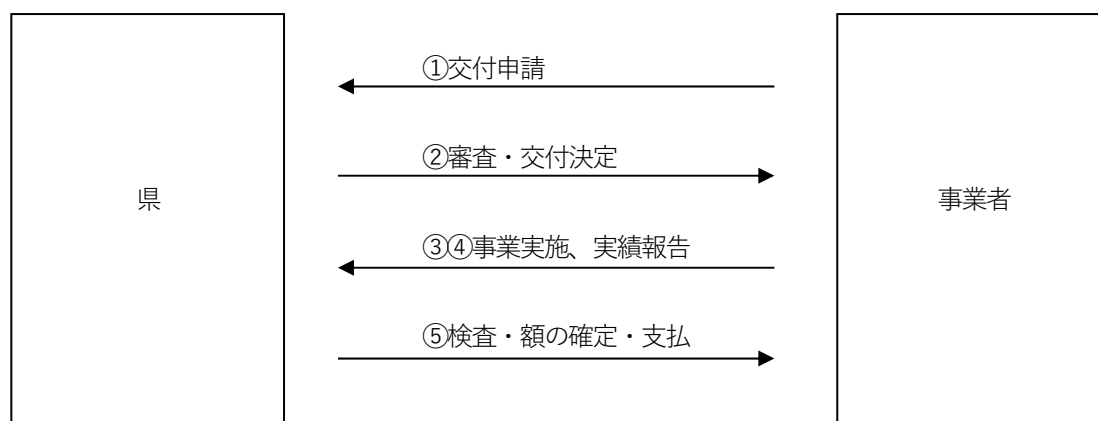 ①交付申請
②審査・交付決定
県
事業者
③④事業実施、実績報告
⑤検査・額の確定・支払